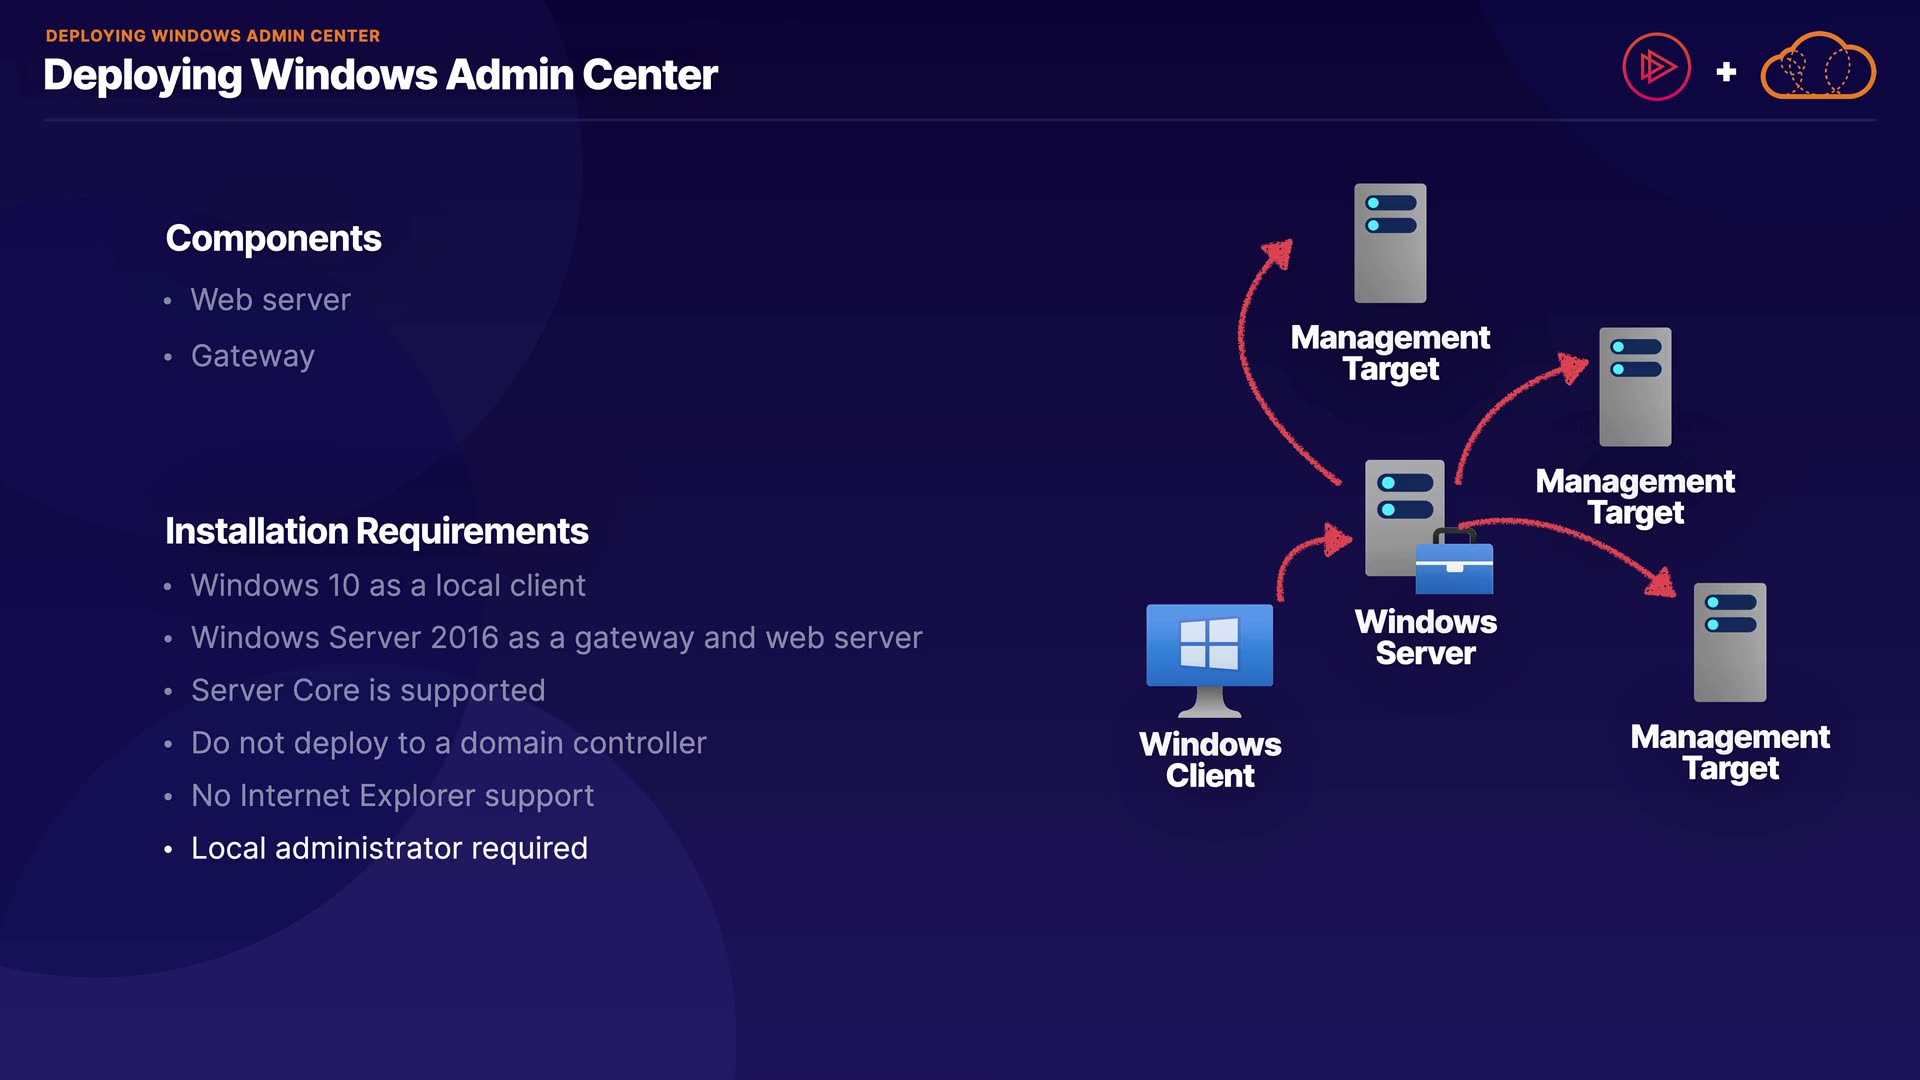 DEPLOYING WINDOWS ADMIN CENTER
Deploying Windows Admin Center
Components
• Web server
• Gateway
Installation Requirements
• Windows 10 as a local client
• Windows Server 2016 as a gateway and web server
• Server Core is supported
• Do not deploy to a domain controller
• No Internet Explorer support
• Local administrator required
Management
Target
Management
Target
Windows
Server
Management
Target
Windows
Client